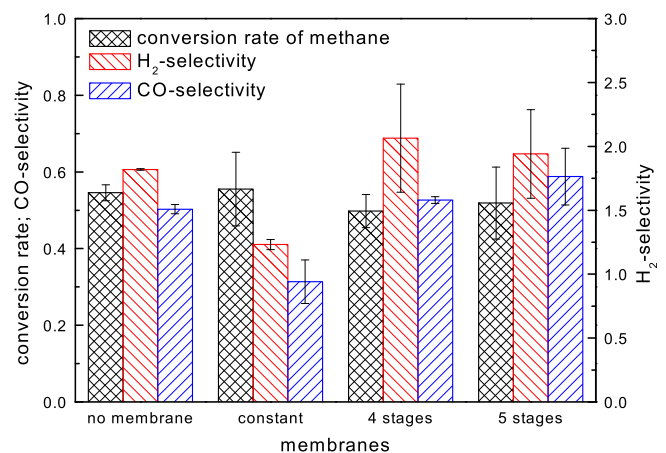 conversion rate of methane
H₂-selectivity
CO-selectivity
1.0
0.8
0.6
0.4
0.2
0.0
conversion rate; CO-selectivity
3.0
2.5
2.0
1.5
1.0
0.5
0.0
H₂-selectivity
no membrane constant 4 stages 5 stages
membranes